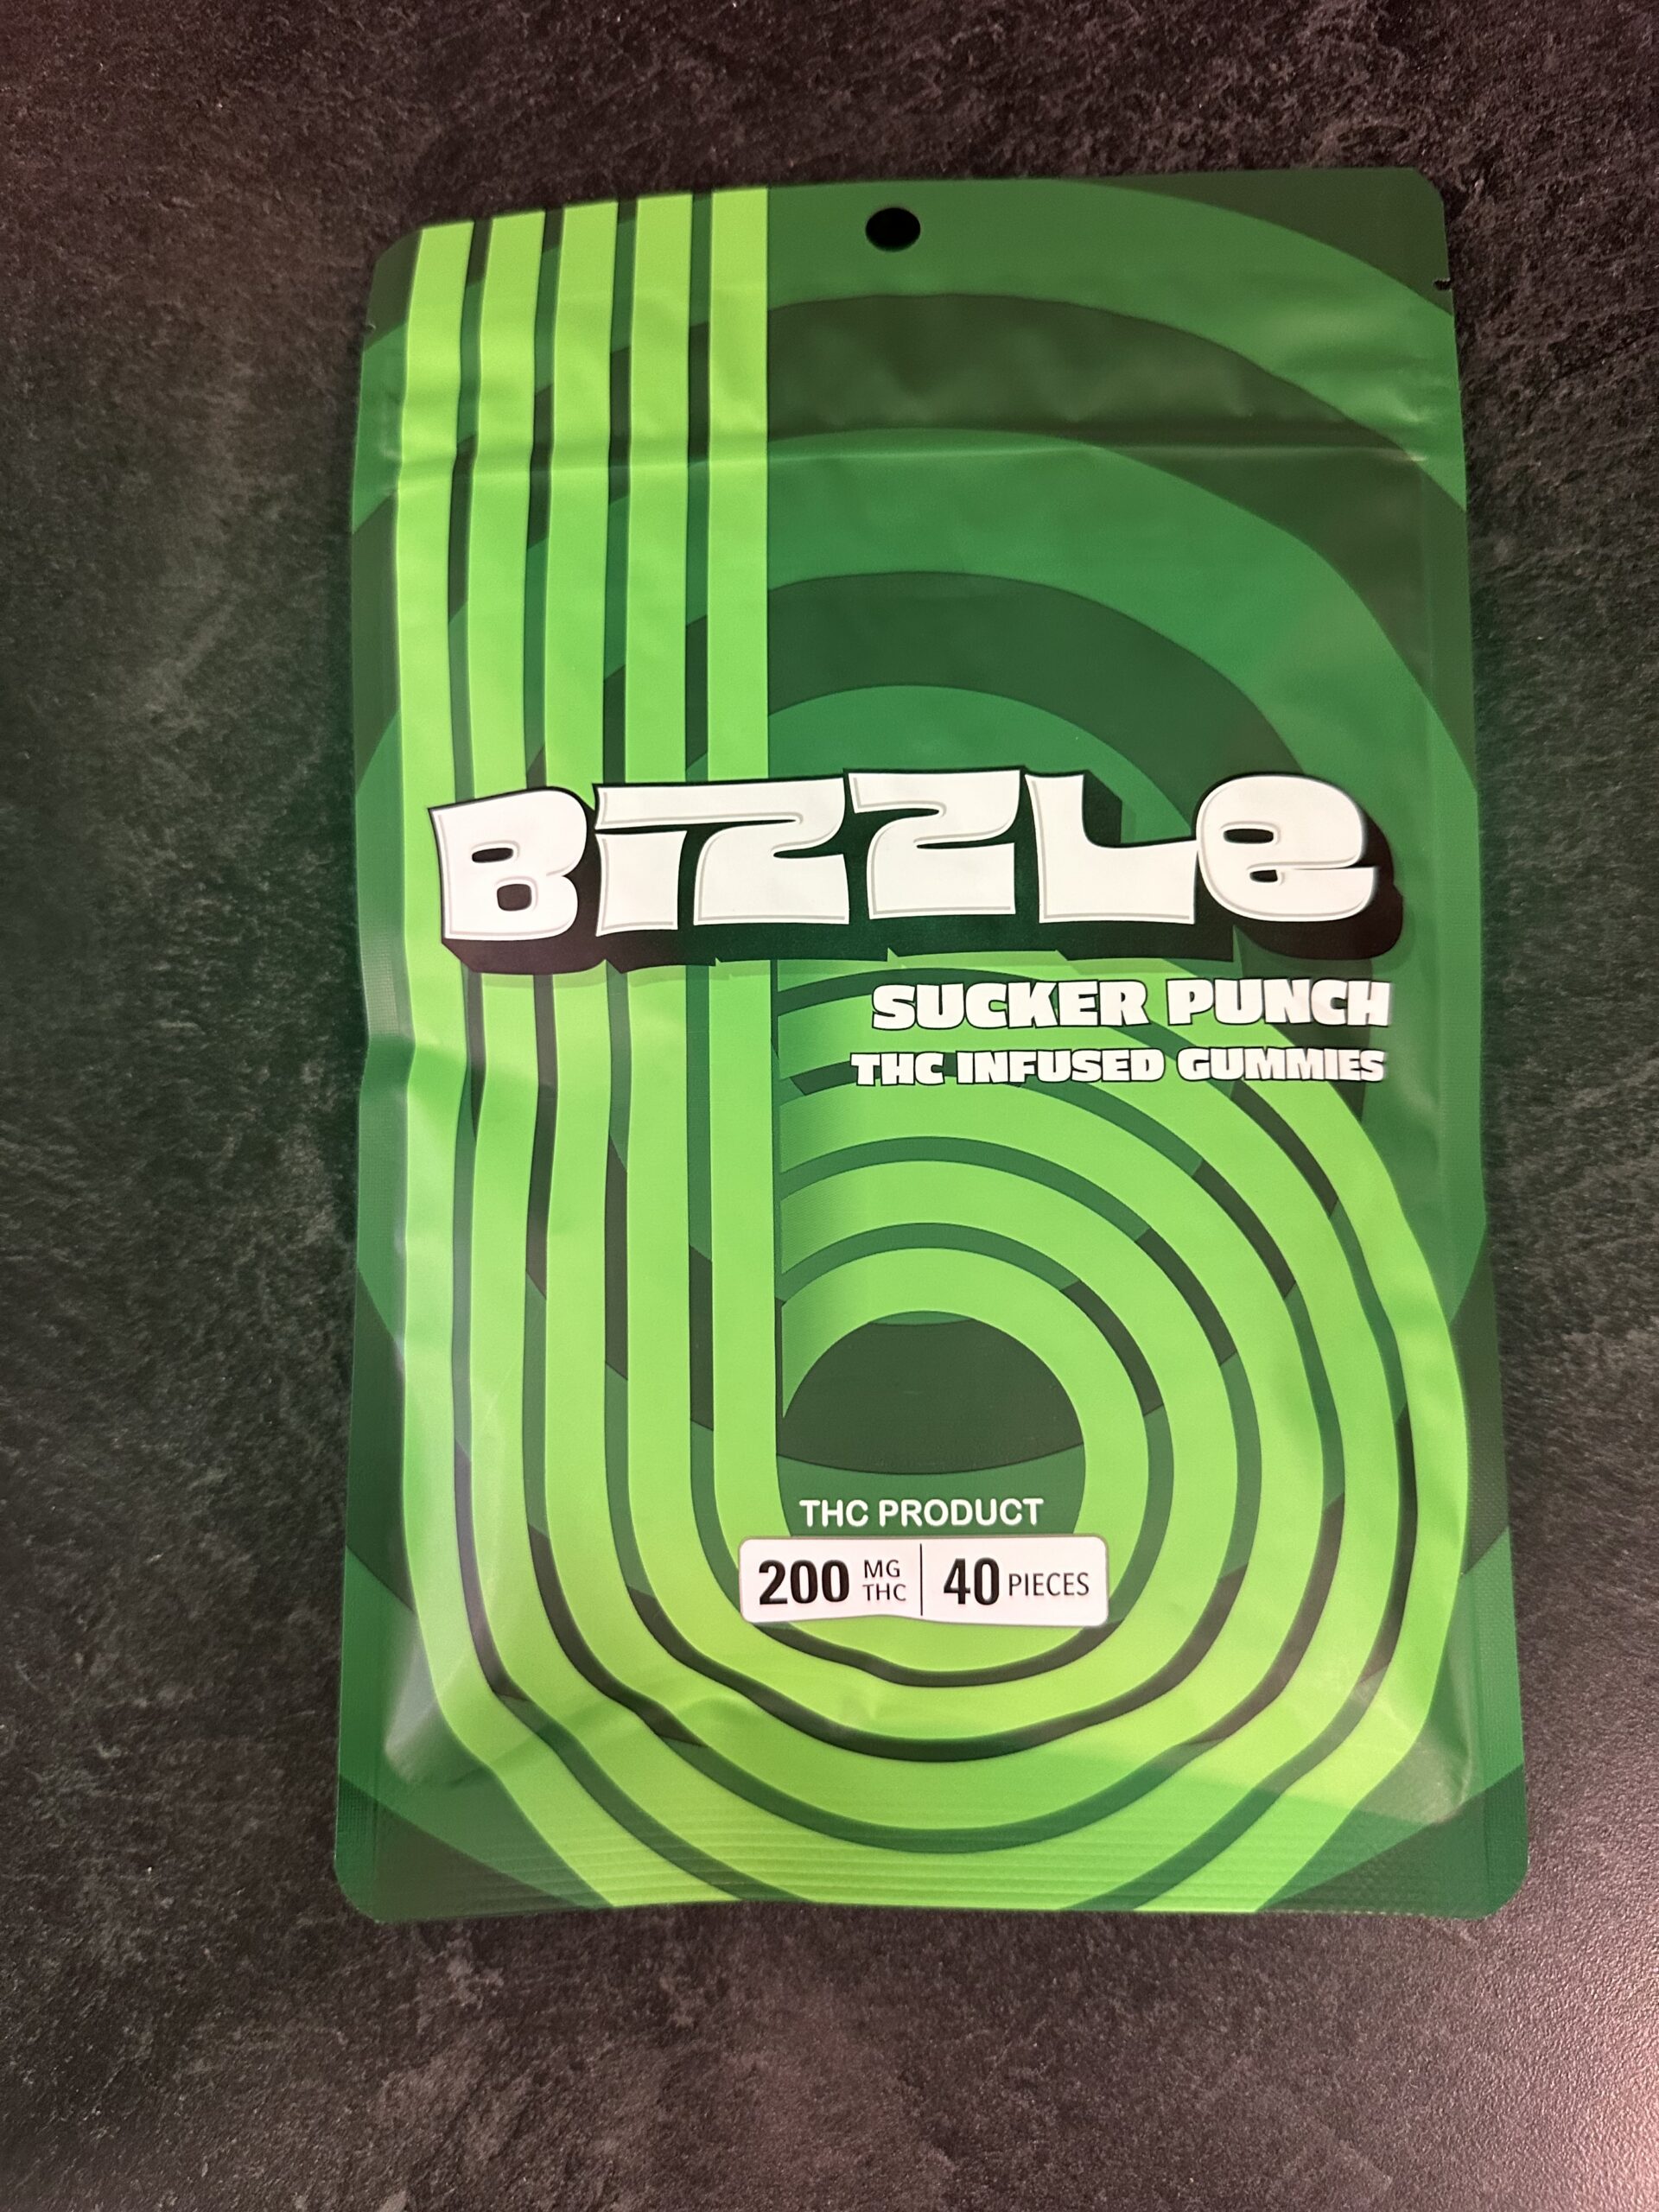 BizzLe
SUCKER PUNCH
THC INFUSED GUMMIES
THC PRODUCT
200 MG THC | 40 PIECES